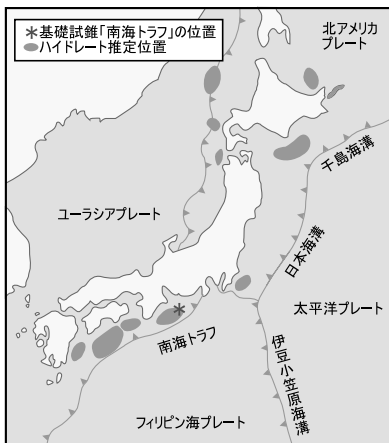 *基礎試錐「南海トラフ」の位置
ハイドレート推定位置
北アメリカ
プレート
千島海溝
ユーラシアプレート
日本海溝
太平洋プレート
南海トラフ
伊豆小笠原海溝
フィリピン海プレート